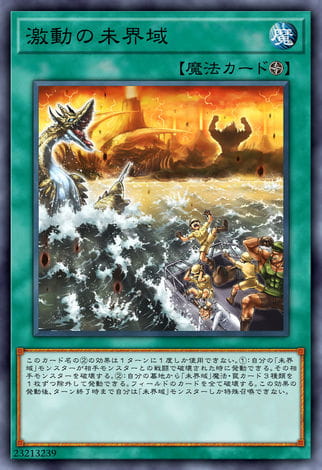 激動の未界域
魔
【魔法カード】
このカード名の②の効果は1ターンに1度しか使用できない。①:自分の「未界
域」モンスターが相手モンスターとの戦闘で破壊された時に発動できる。その相
手モンスターを破壊する。②:自分の墓地から「未界域」魔法・罠カード3種類を
1枚ずつ除外して発動できる。フィールドのカードを全て破壊する。この効果の
発動後、ターン終了時まで自分は「未界域」モンスターしか特殊召喚できない。
23213239